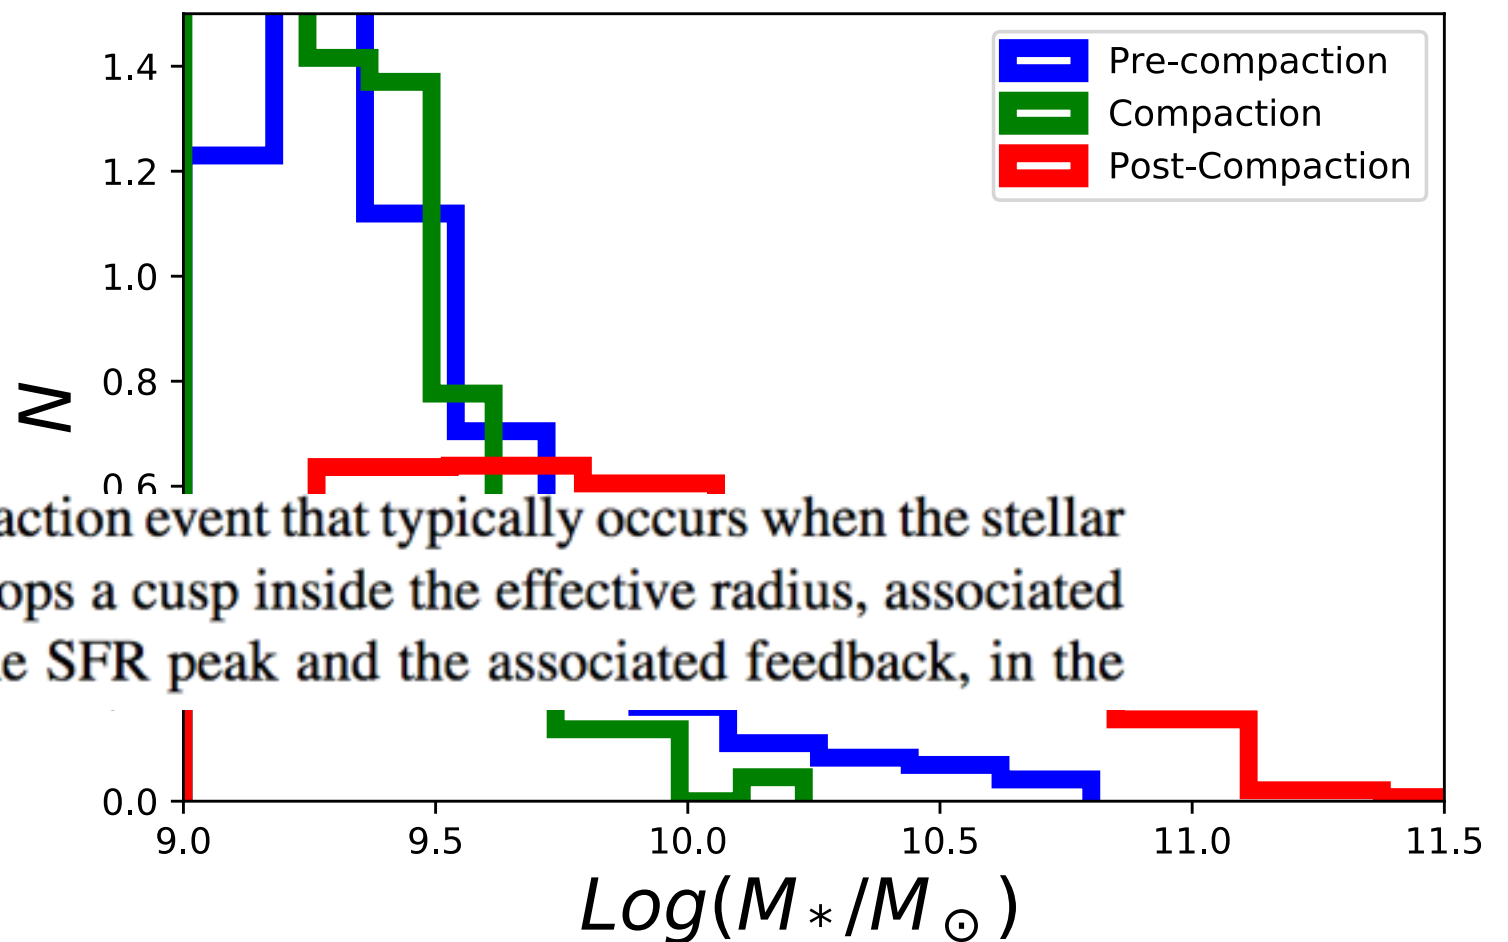 1.4
1.2
1.0
0.8
N
0.6
Pre-compaction
Compaction
Post-Compaction
action event that typically occurs when the stellar
ops a cusp inside the effective radius, associated
e SFR peak and the associated feedback, in the
0.0
9.0 9.5 10.0 10.5 11.0 11.5
Log(M*/M⊙)